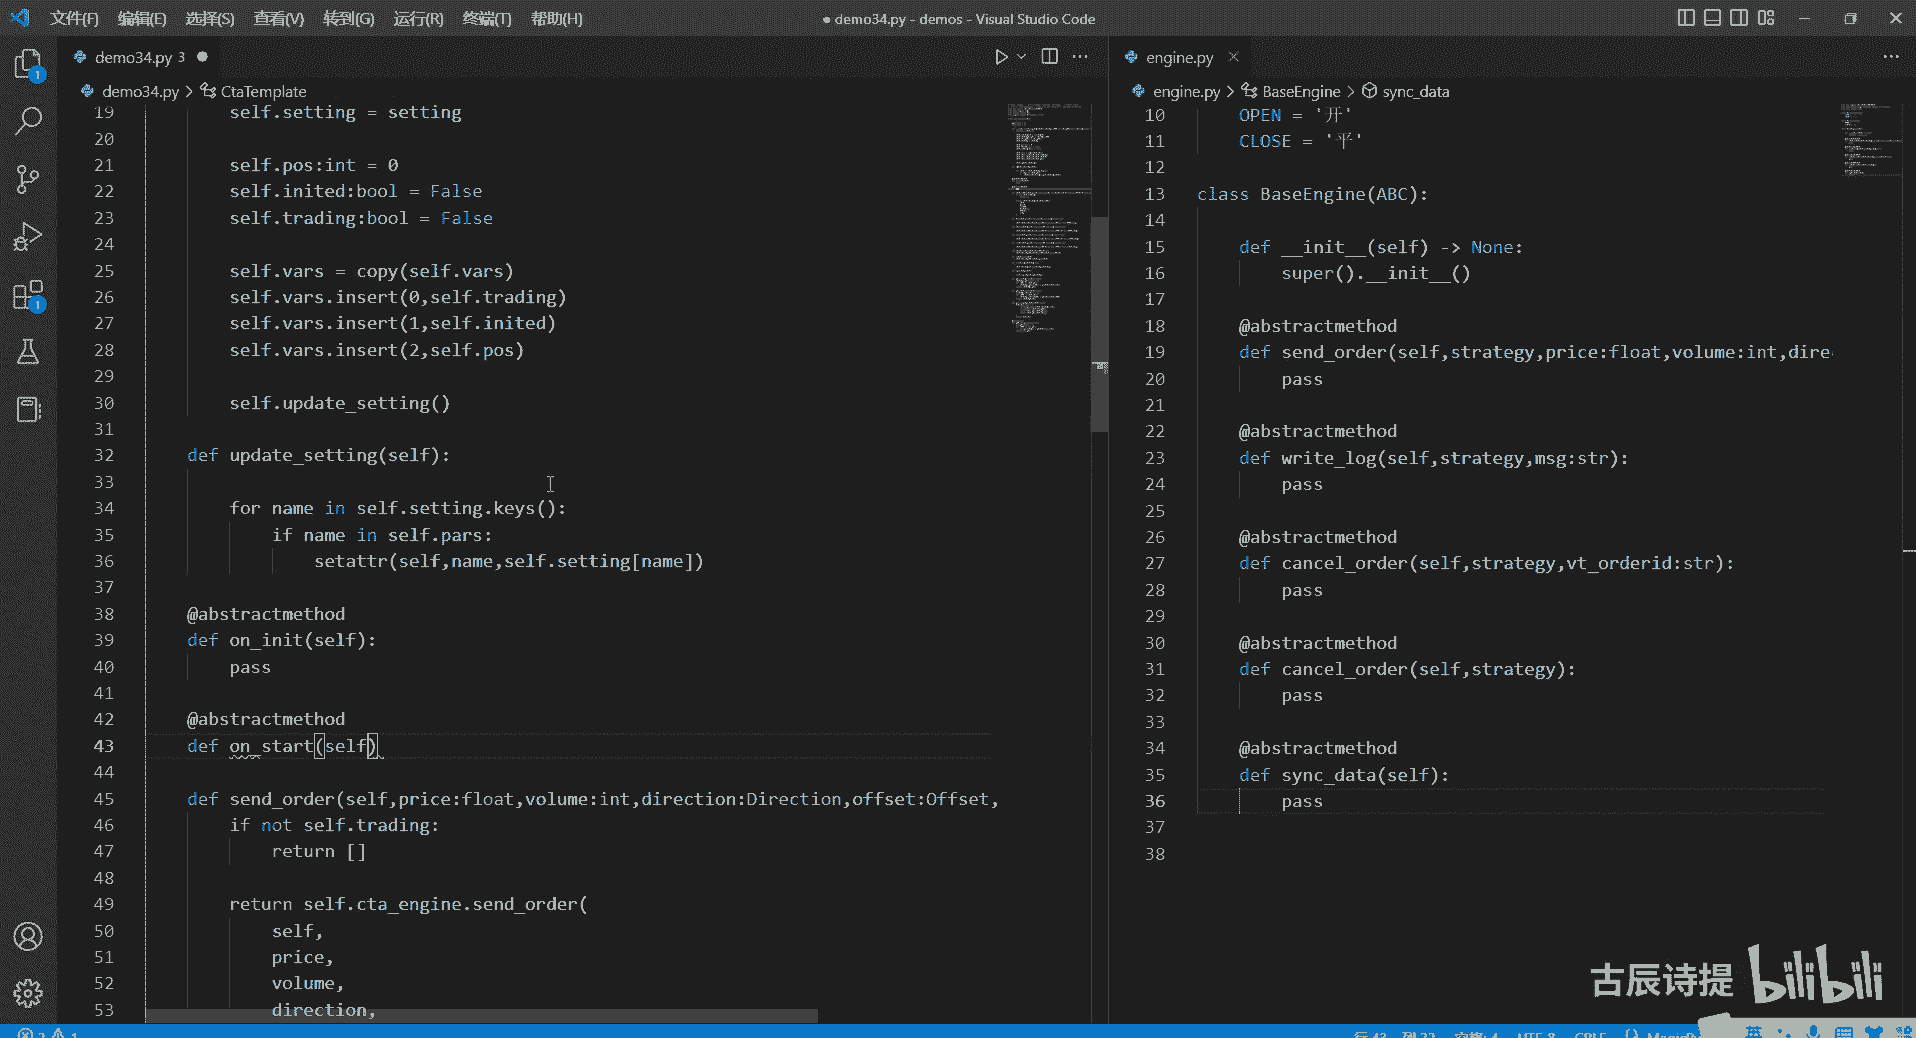 文件(F) 编辑(E) 选择(S) 查看(V) 转到(G) 运行(R) 终端(T) 帮助(H)
● demo34.py - demos - Visual Studio Code
demo34.py 3 ●
demo34.py > CtaTemplate
19 self.setting = setting
20
21 self.pos:int = 0
22 self.inited:bool = False
23 self.trading:bool = False
24
25 self.vars = copy(self.vars)
26 self.vars.insert(0,self.trading)
27 self.vars.insert(1,self.inited)
28 self.vars.insert(2,self.pos)
29
30 self.update_setting()
31
32 def update_setting(self):
33
34 for name in self.setting.keys():
35 if name in self.pars:
36 setattr(self,name,self.setting[name])
37
38 @abstractmethod
39 def on_init(self):
40 pass
41
42 @abstractmethod
43 def on_start(self)
44
45 def send_order(self,price:float,volume:int,direction:Direction,offset:Offset,
46 if not self.trading:
47 return []
48
49 return self.cta_engine.send_order(
50 self,
51 price,
52 volume,
53 direction,
engine.py
engine.py > BaseEngine > sync_data
10 OPEN = '开'
11 CLOSE = '平'
12
13 class BaseEngine(ABC):
14
15 def __init__(self) -> None:
16 super().__init__()
17
18 @abstractmethod
19 def send_order(self,strategy,price:float,volume:int,dire
20 pass
21
22 @abstractmethod
23 def write_log(self,strategy,msg:str):
24 pass
25
26 @abstractmethod
27 def cancel_order(self,strategy,vt_orderid:str):
28 pass
29
30 @abstractmethod
31 def cancel_order(self,strategy):
32 pass
33
34 @abstractmethod
35 def sync_data(self):
36 pass
37
38
古辰诗提 bilibili